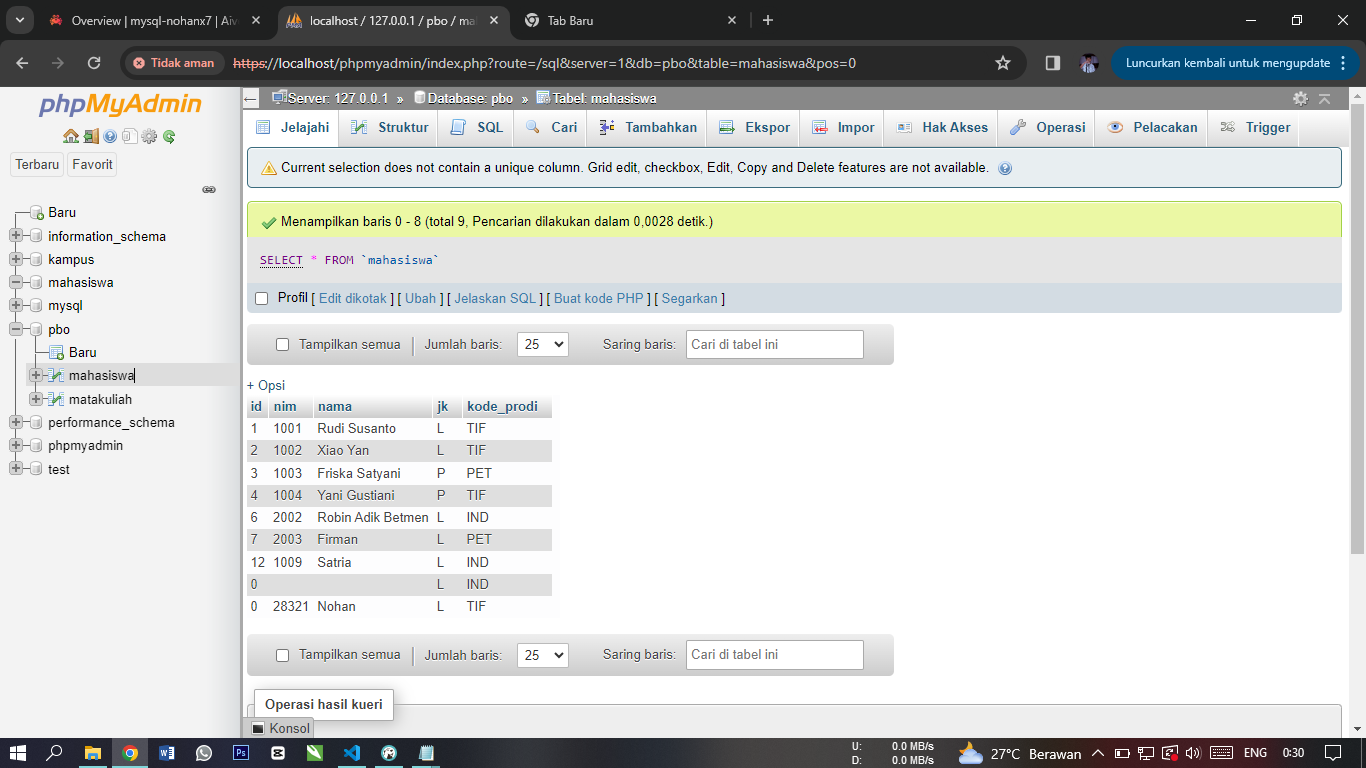 Overview | mysql-nohanx7 | Aiv
localhost / 127.0.0.1 / pbo / mah
Tab Baru
Tidak aman
https://localhost/phpmyadmin/index.php?route=/sql&server=1&db=pbo&table=mahasiswa&pos=0
Luncurkan kembali untuk mengupdate
phpMyAdmin
Terbaru Favorit
Baru
information_schema
kampus
mahasiswa
mysql
pbo
Baru
mahasiswa
matakuliah
performance_schema
phpmyadmin
test
Server: 127.0.0.1 » Database: pbo » Tabel: mahasiswa
Jelajahi Struktur SQL Cari Tambahkan Ekspor Impor Hak Akses Operasi Pelacakan Trigger
Current selection does not contain a unique column. Grid edit, checkbox, Edit, Copy and Delete features are not available.
Menampilkan baris 0 - 8 (total 9, Pencarian dilakukan dalam 0,0028 detik.)
SELECT * FROM `mahasiswa`
Profil [ Edit dikotak ] [ Ubah ] [ Jelaskan SQL ] [ Buat kode PHP ] [ Segarkan ]
Tampilkan semua | Jumlah baris: 25 Saring baris: Cari di tabel ini
+ Opsi
id nim nama jk kode_prodi
1 1001 Rudi Susanto L TIF
2 1002 Xiao Yan L TIF
3 1003 Friska Satyani P PET
4 1004 Yani Gustiani P TIF
6 2002 Robin Adik Betmen L IND
7 2003 Firman L PET
12 1009 Satria L IND
0 L IND
0 28321 Nohan L TIF
Tampilkan semua | Jumlah baris: 25 Saring baris: Cari di tabel ini
Operasi hasil kueri
Konsol
U: 0.0 MB/s
D: 0.0 MB/s
27°C Berawan
ENG
0:30